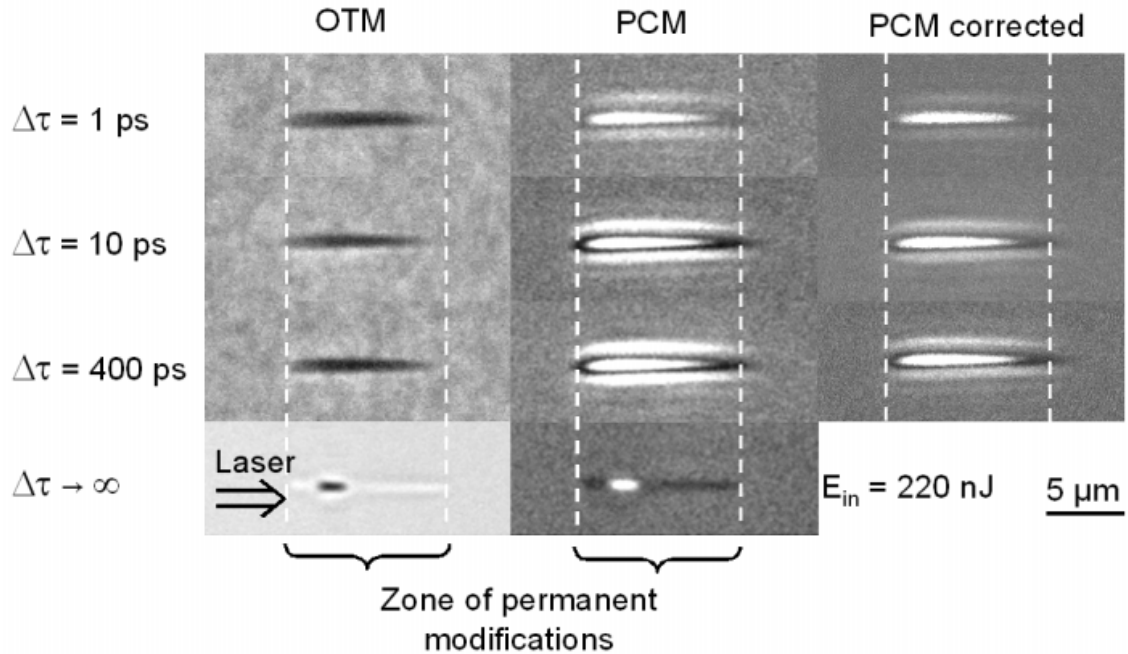 OTM PCM PCM corrected
Δτ = 1 ps
Δτ = 10 ps
Δτ = 400 ps
Δτ → ∞
Laser
E_in = 220 nJ
5 µm
Zone of permanent
modifications